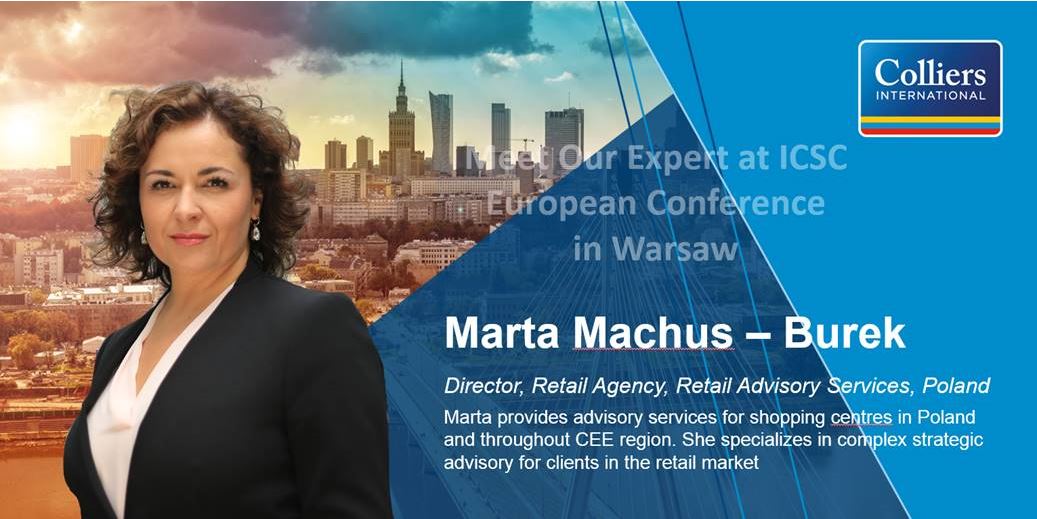 Colliers
INTERNATIONAL
Meet Our Expert at ICSC
European Conference
in Warsaw
Marta Machus – Burek
Director, Retail Agency, Retail Advisory Services, Poland
Marta provides advisory services for shopping centres in Poland
and throughout CEE region. She specializes in complex strategic
advisory for clients in the retail market